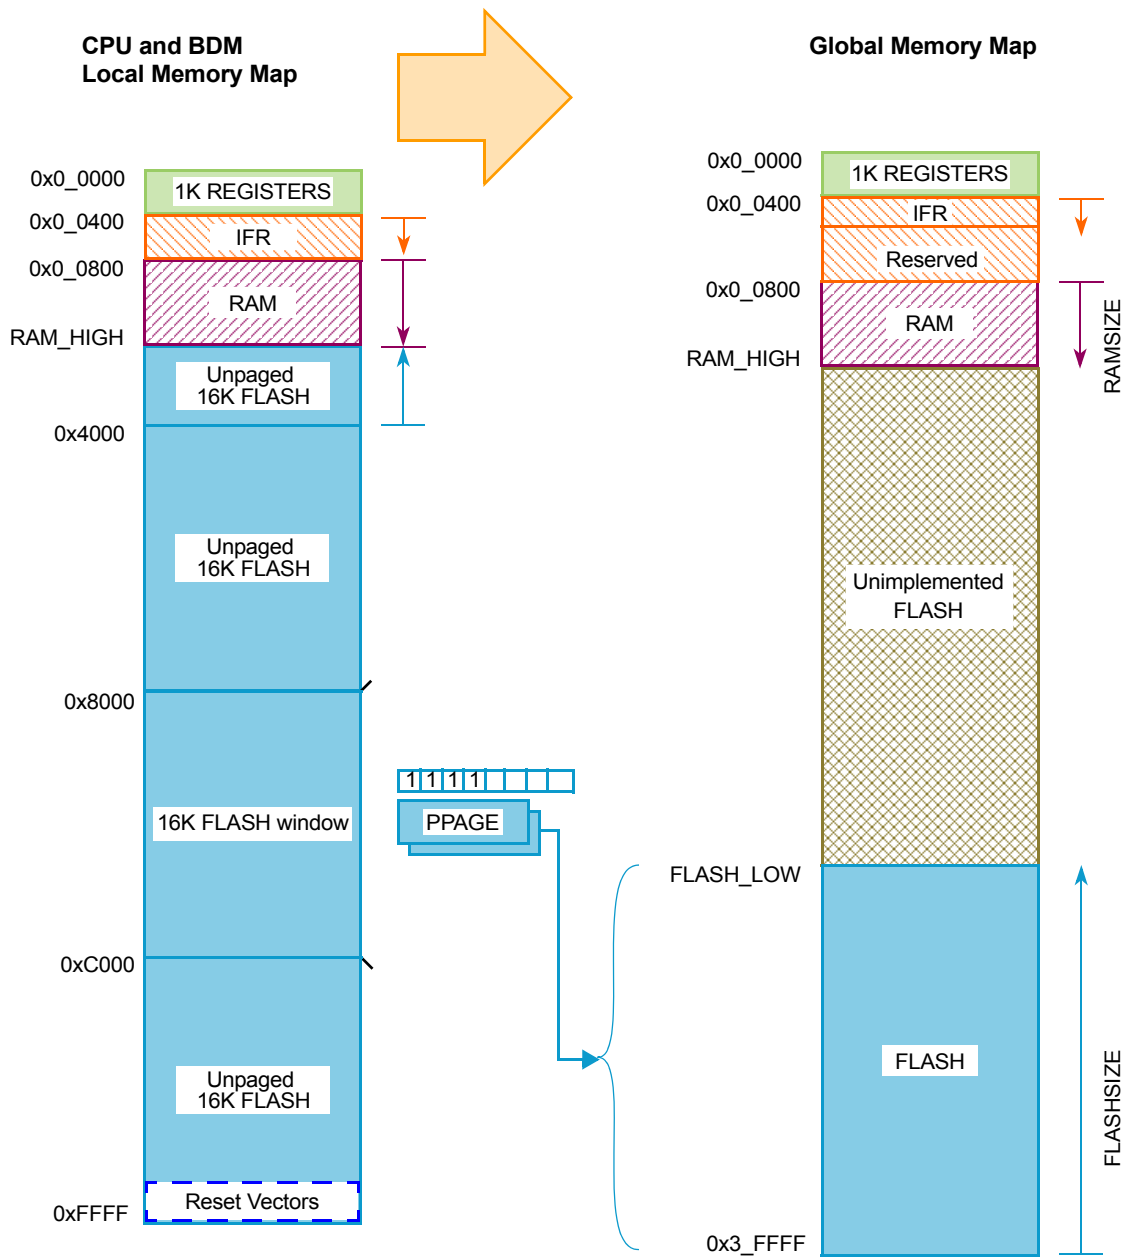 CPU and BDM
Local Memory Map
0x0_0000
1K REGISTERS
0x0_0400
IFR
0x0_0800
RAM
RAM_HIGH
Unpaged
16K FLASH
0x4000
Unpaged
16K FLASH
0x8000
16K FLASH window
1 1 1 1
PPAGE
0xC000
Unpaged
16K FLASH
Reset Vectors
0xFFFF
Global Memory Map
0x0_0000
1K REGISTERS
0x0_0400
IFR
Reserved
0x0_0800
RAM
RAM_HIGH
RAMSIZE
Unimplemented
FLASH
FLASH_LOW
FLASH
FLASHSIZE
0x3_FFFF